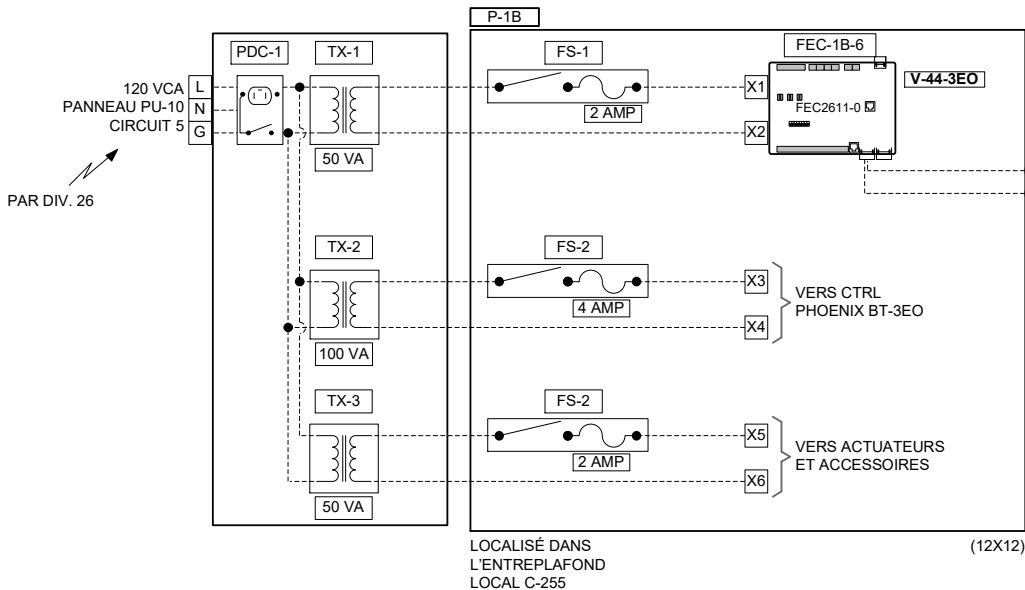 P-1B
PDC-1
TX-1
FS-1
FEC-1B-6
120 VCA
PANNEAU PU-10
CIRCUIT 5
L
N
G
X1
V-44-3EO
FEC2611-0
2 AMP
X2
50 VA
PAR DIV. 26
TX-2
FS-2
X3
VERS CTRL
PHOENIX BT-3EO
4 AMP
X4
100 VA
TX-3
FS-2
X5
VERS ACTUATEURS
ET ACCESSOIRES
2 AMP
X6
50 VA
LOCALISÉ DANS
L'ENTREPLAFOND
LOCAL C-255
(12X12)